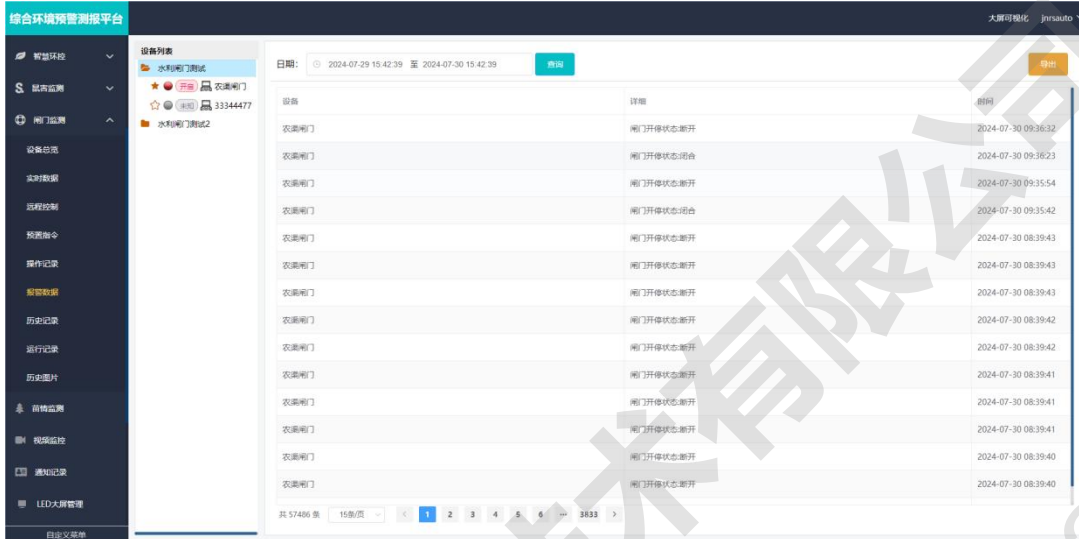 综合环境预警测报平台
大屏可视化 jnrsauto
智慧环控
鼠害监测
闸门监测
设备总览
实时数据
远程控制
预置指令
操作记录
报警数据
历史记录
运行记录
历史图片
苗情监测
视频监控
通知记录
LED大屏管理
自定义菜单
设备列表
水利闸门测试
开启 农渠闸门
未知 33344477
水利闸门测试2
日期： 2024-07-29 15:42:39 至 2024-07-30 15:42:39 查询 导出
设备 详细 时间
农渠闸门 闸门开停状态:断开 2024-07-30 09:36:32
农渠闸门 闸门开停状态:闭合 2024-07-30 09:36:23
农渠闸门 闸门开停状态:断开 2024-07-30 09:35:54
农渠闸门 闸门开停状态:闭合 2024-07-30 09:35:42
农渠闸门 闸门开停状态:断开 2024-07-30 08:39:43
农渠闸门 闸门开停状态:断开 2024-07-30 08:39:43
农渠闸门 闸门开停状态:断开 2024-07-30 08:39:43
农渠闸门 闸门开停状态:断开 2024-07-30 08:39:42
农渠闸门 闸门开停状态:断开 2024-07-30 08:39:42
农渠闸门 闸门开停状态:断开 2024-07-30 08:39:41
农渠闸门 闸门开停状态:断开 2024-07-30 08:39:41
农渠闸门 闸门开停状态:断开 2024-07-30 08:39:41
农渠闸门 闸门开停状态:断开 2024-07-30 08:39:40
农渠闸门 闸门开停状态:断开 2024-07-30 08:39:40
共 57486 条 15条/页 1 2 3 4 5 6 ··· 3833
术有限公司